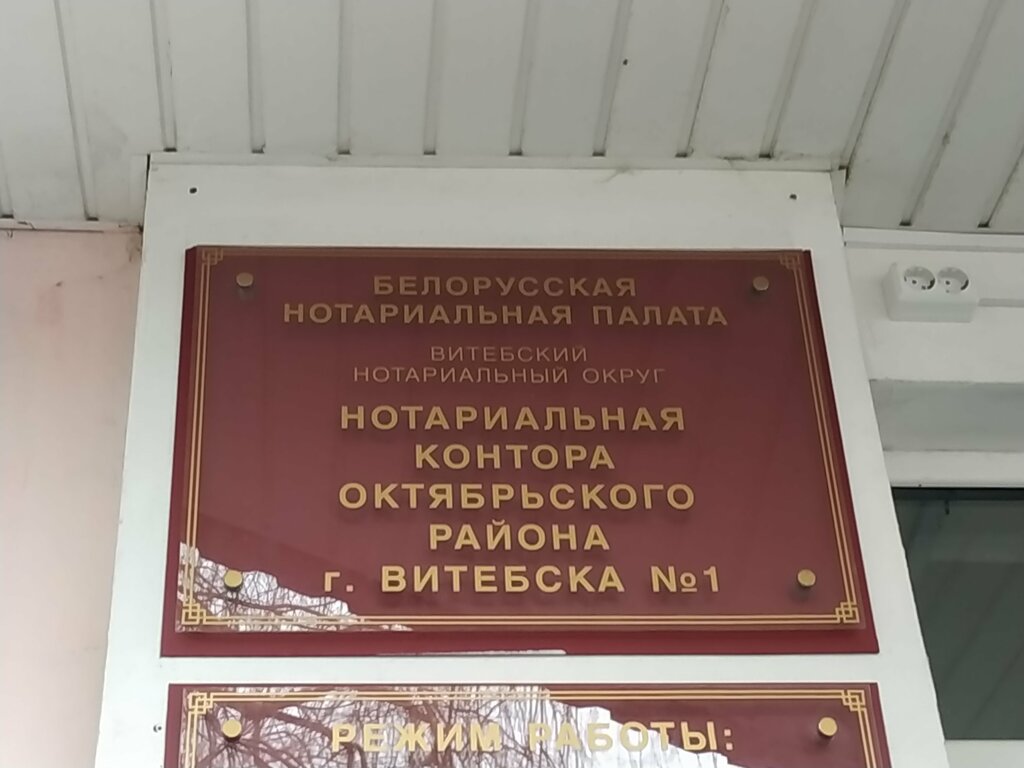 БЕЛОРУССКАЯ
НОТАРИАЛЬНАЯ ПАЛАТА
ВИТЕБСКИЙ
НОТАРИАЛЬНЫЙ ОКРУГ
НОТАРИАЛЬНАЯ
КОНТОРА
ОКТЯБРЬСКОГО
РАЙОНА
г. ВИТЕБСКА №1
РЕЖИМ РАБОТЫ: